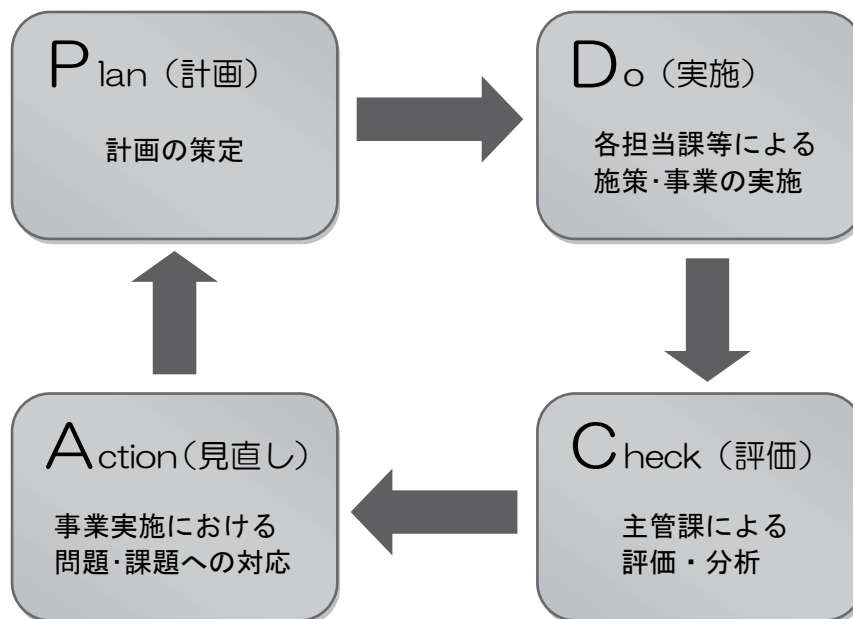 Plan（計画）
計画の策定
Do（実施）
各担当課等による
施策･事業の実施
Action（見直し）
事業実施における
問題･課題への対応
Check（評価）
主管課による
評価・分析